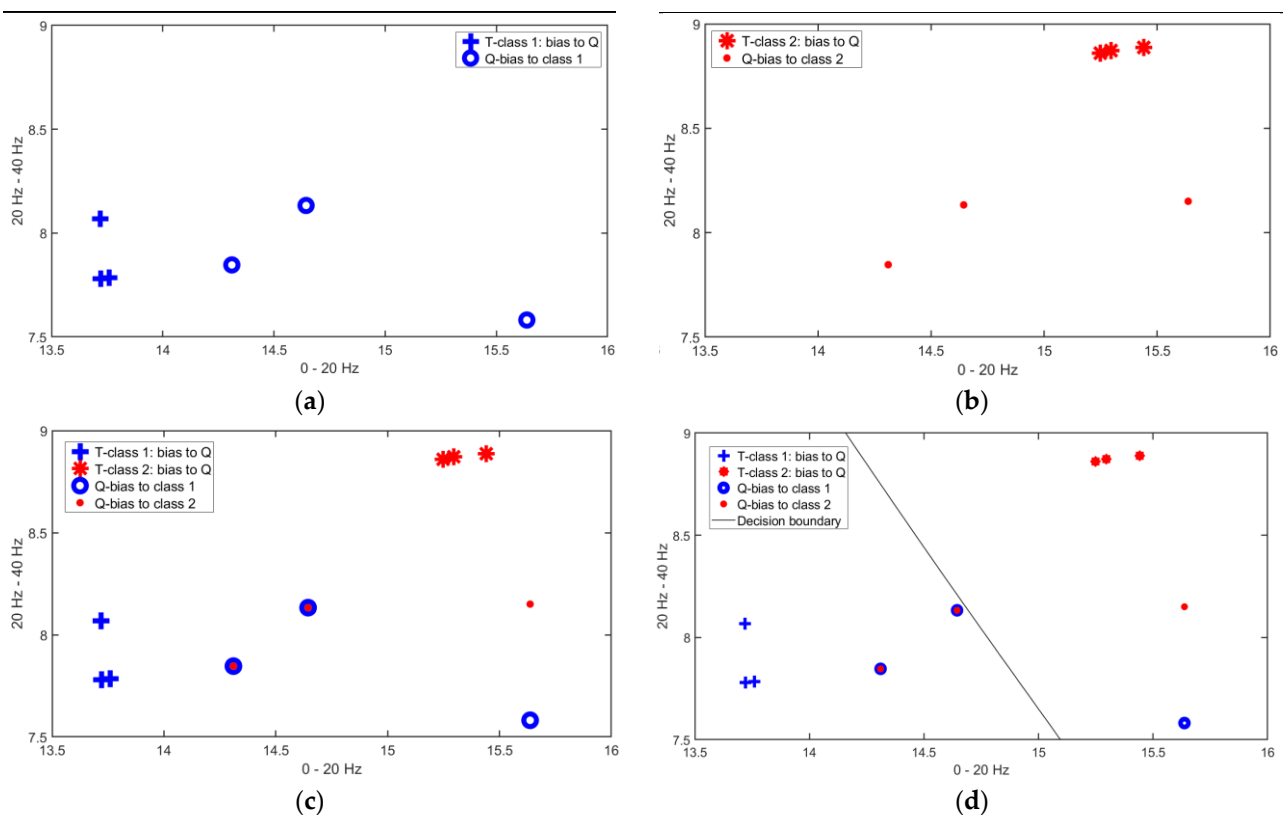 9
T-class 1: bias to Q
Q-bias to class 1
8.5
20 Hz - 40 Hz
8
7.5
13.5 14 14.5 15 15.5 16
0 - 20 Hz
(a)
9
T-class 2: bias to Q
Q-bias to class 2
8.5
20 Hz - 40 Hz
8
7.5
13.5 14 14.5 15 15.5 16
0 - 20 Hz
(b)
9
T-class 1: bias to Q
T-class 2: bias to Q
Q-bias to class 1
Q-bias to class 2
8.5
20 Hz - 40 Hz
8
7.5
13.5 14 14.5 15 15.5 16
0 - 20 Hz
(c)
9
T-class 1: bias to Q
T-class 2: bias to Q
Q-bias to class 1
Q-bias to class 2
Decision boundary
8.5
20 Hz - 40 Hz
8
7.5
13.5 14 14.5 15 15.5 16
0 - 20 Hz
(d)